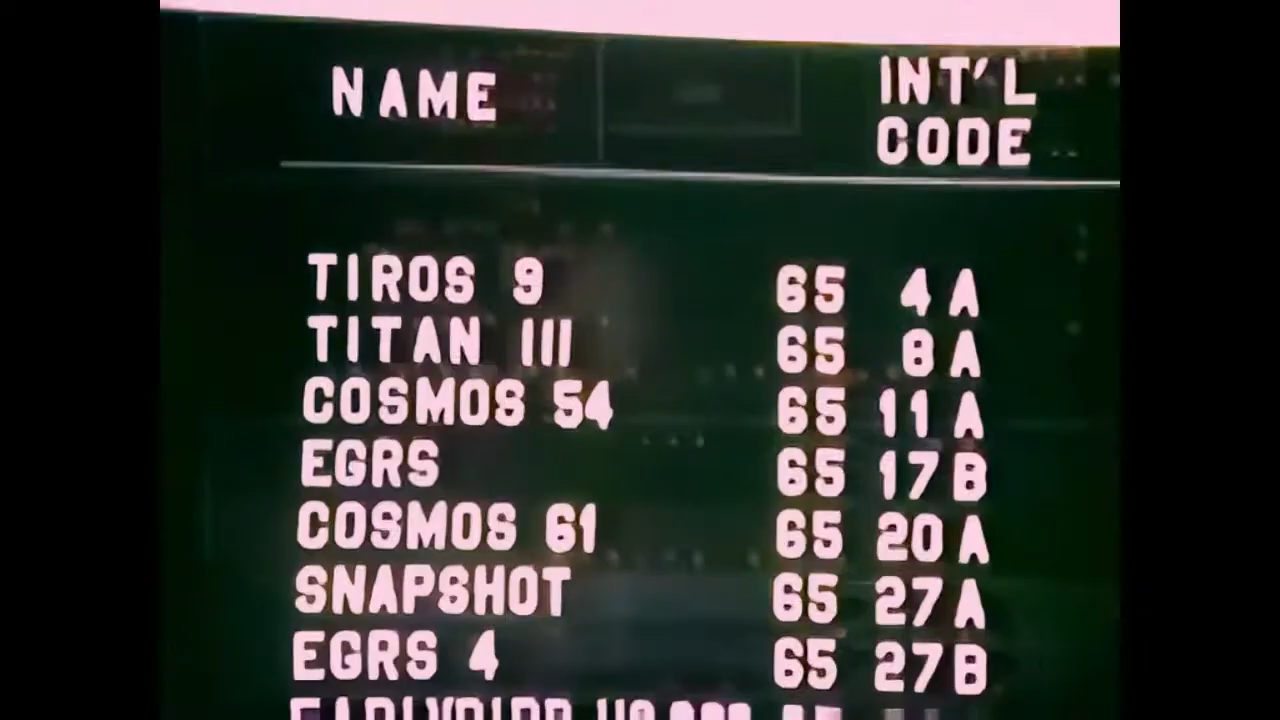 NAME INT'L CODE
TIROS 9 65 4 A
TITAN III 65 8 A
COSMOS 54 65 11 A
EGRS 65 17 B
COSMOS 61 65 20 A
SNAPSHOT 65 27 A
EGRS 4 65 27 B